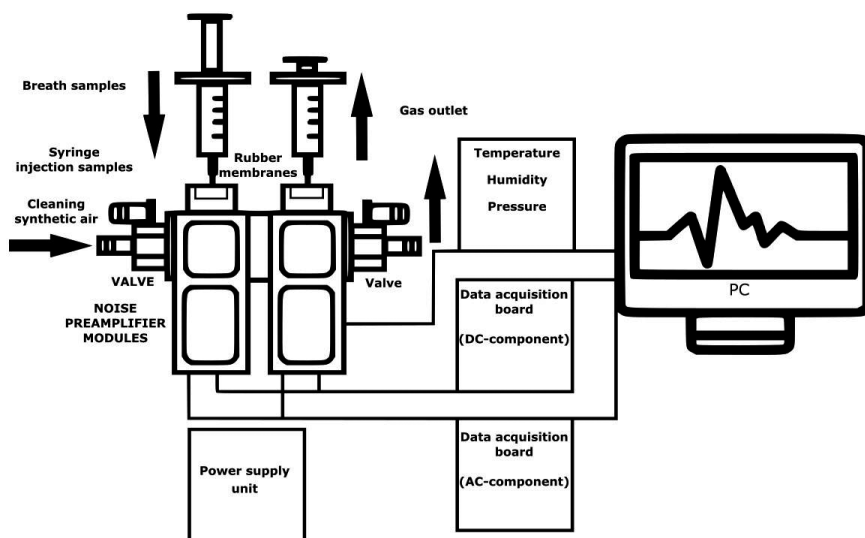 Breath samples
Syringe
injection samples
Cleaning
synthetic air
VALVE
NOISE
PREAMPLIFIER
MODULES
Rubber
membranes
Gas outlet
Valve
Temperature
Humidity
Pressure
Data acquisition
board
(DC-component)
Data acquisition
board
(AC-component)
Power supply
unit
PC